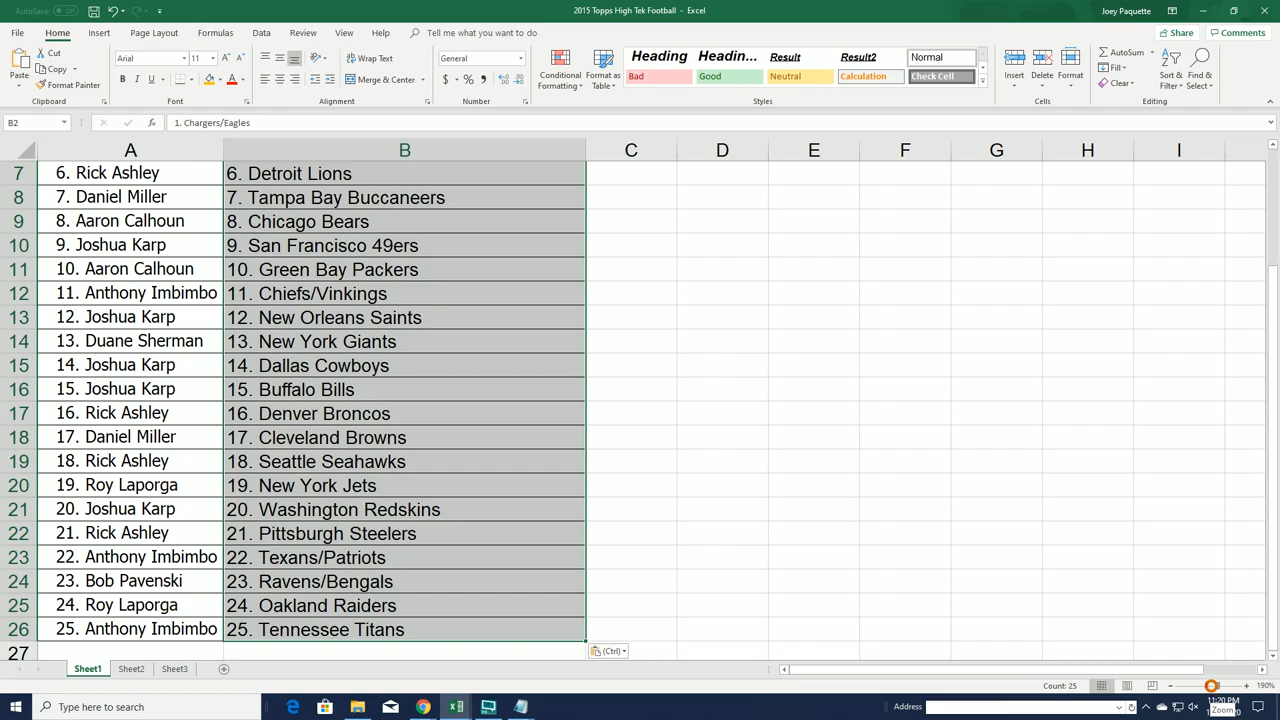 AutoSave Off
2015 Topps High Tek Football - Excel
Joey Paquette
File Home Insert Page Layout Formulas Data Review View Help Tell me what you want to do
Share Comments
Cut
Copy
Format Painter
Paste
Clipboard
Arial 11
B I U
Font
Wrap Text
Merge & Center
Alignment
General
$ % 9
Number
Conditional Formatting
Format as Table
Heading Headin... Result Result2 Normal
Bad Good Neutral Calculation Check Cell
Styles
Insert Delete Format
Cells
AutoSum
Fill
Clear
Sort & Filter
Find & Select
Editing
B2
fx
1. Chargers/Eagles
A B C D E F G H I
7 6. Rick Ashley 6. Detroit Lions
8 7. Daniel Miller 7. Tampa Bay Buccaneers
9 8. Aaron Calhoun 8. Chicago Bears
10 9. Joshua Karp 9. San Francisco 49ers
11 10. Aaron Calhoun 10. Green Bay Packers
12 11. Anthony Imbimbo 11. Chiefs/Vinkings
13 12. Joshua Karp 12. New Orleans Saints
14 13. Duane Sherman 13. New York Giants
15 14. Joshua Karp 14. Dallas Cowboys
16 15. Joshua Karp 15. Buffalo Bills
17 16. Rick Ashley 16. Denver Broncos
18 17. Daniel Miller 17. Cleveland Browns
19 18. Rick Ashley 18. Seattle Seahawks
20 19. Roy Laporga 19. New York Jets
21 20. Joshua Karp 20. Washington Redskins
22 21. Rick Ashley 21. Pittsburgh Steelers
23 22. Anthony Imbimbo 22. Texans/Patriots
24 23. Bob Pavenski 23. Ravens/Bengals
25 24. Roy Laporga 24. Oakland Raiders
26 25. Anthony Imbimbo 25. Tennessee Titans
27
(Ctrl)
Sheet1 Sheet2 Sheet3
Count: 25
190%
Type here to search
Address
11:20 PM
Zoom